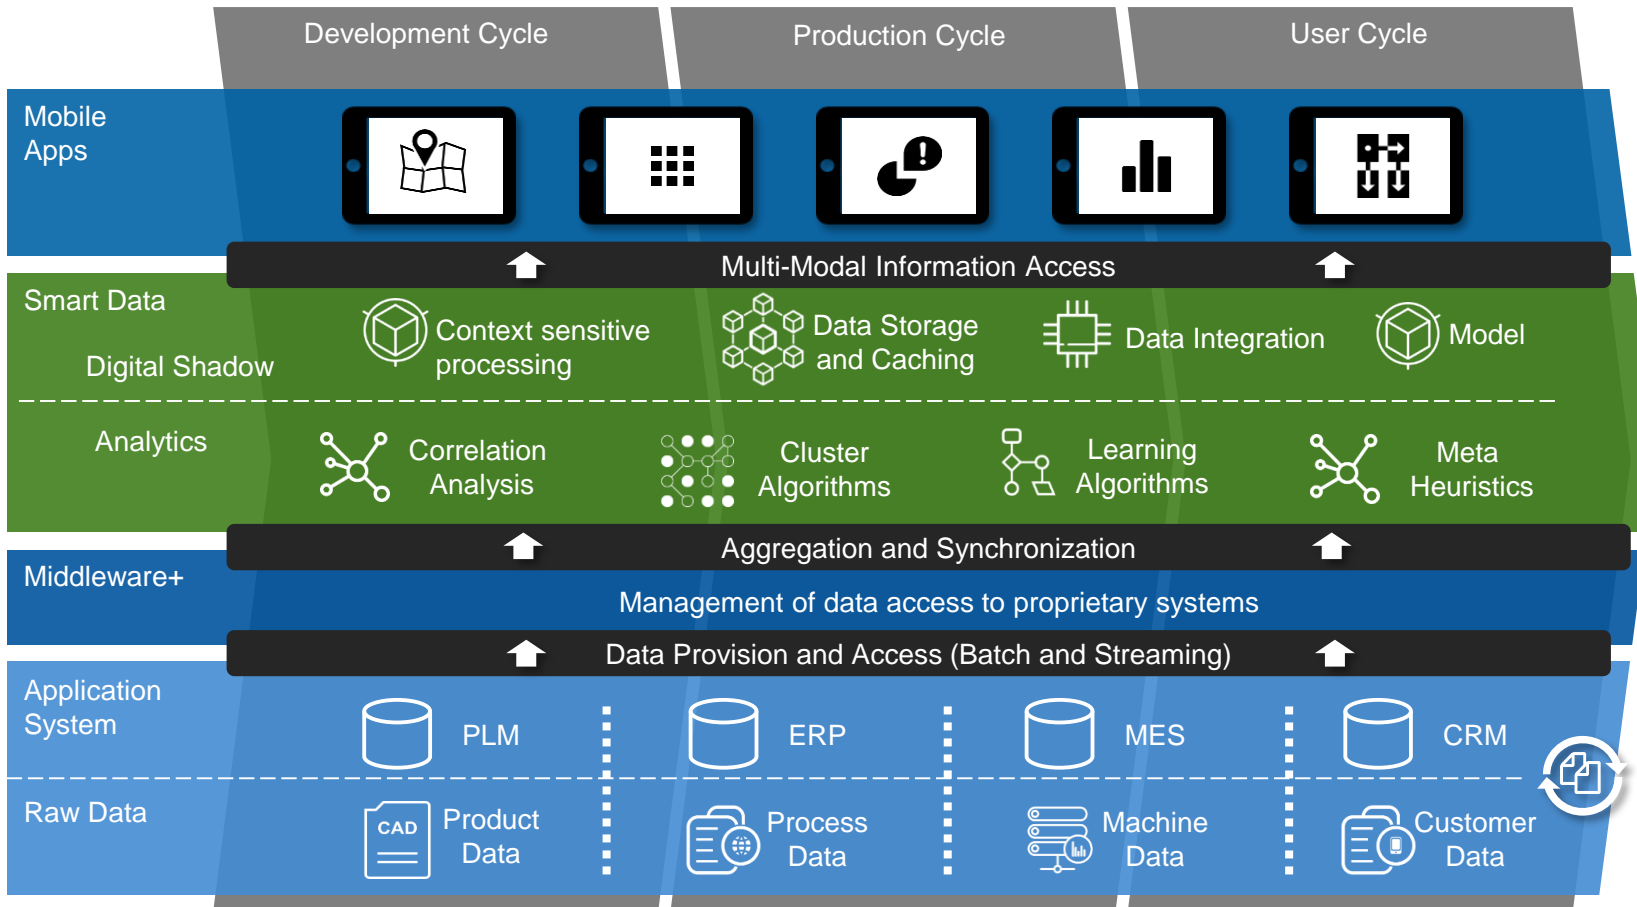 Development Cycle
Production Cycle
User Cycle
Mobile
Apps
!
Multi-Modal Information Access
Smart Data
Digital Shadow
Context sensitive
processing
Data Storage
and Caching
Data Integration
Model
Analytics
Correlation
Analysis
Cluster
Algorithms
Learning
Algorithms
Meta
Heuristics
Aggregation and Synchronization
Middleware+
Management of data access to proprietary systems
Data Provision and Access (Batch and Streaming)
Application
System
PLM
ERP
MES
CRM
Raw Data
CAD
Product
Data
Process
Data
Machine
Data
Customer
Data